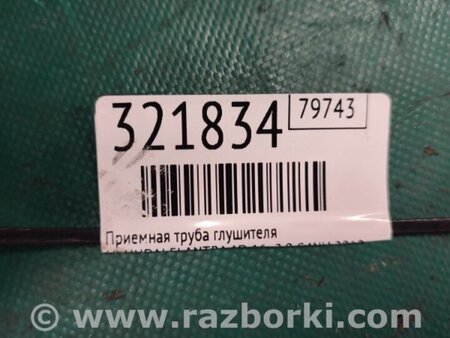 321834
79743
Приемная труба глушителя
www.razborki.com